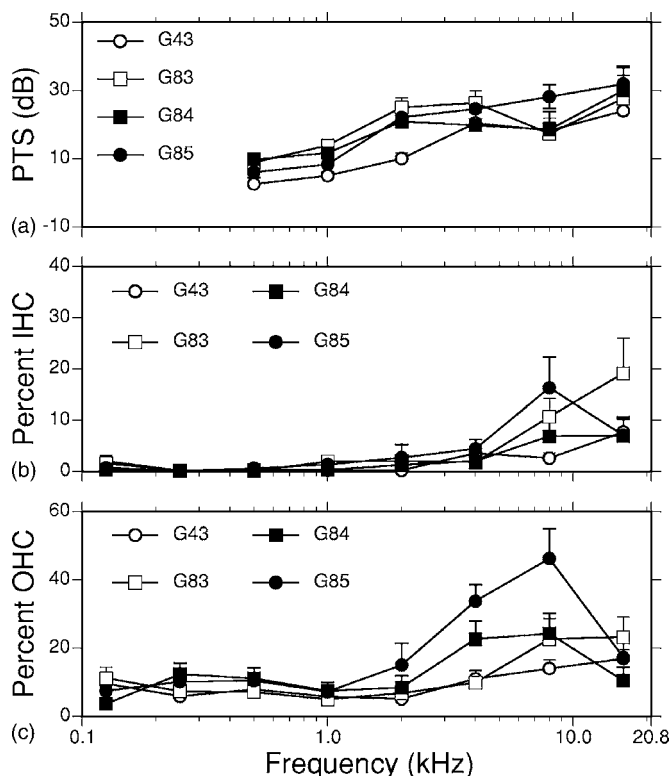 50
G43
G83
30
G84
PTS (dB)
10
G85
(a)
-10
40
G43 G84
30
G83 G85
Percent IHC
20
10
(b)
0
60
G43 G84
40
G83 G85
Percent OHC
20
(c)
0
0.1 1.0 10.0 20.8
Frequency (kHz)